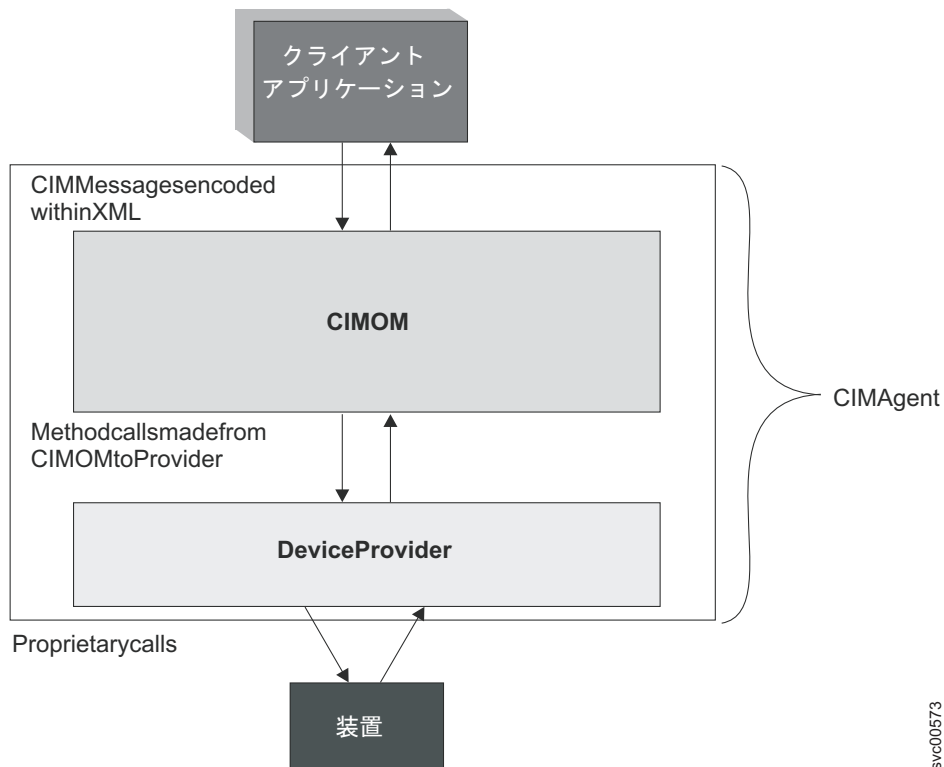 クライアント
アプリケーション
CIMMessagesencoded
withinXML
CIMOM
CIMAgent
Methodcallsmadefrom
CIMOMtoProvider
DeviceProvider
Proprietarycalls
装置
svc00573